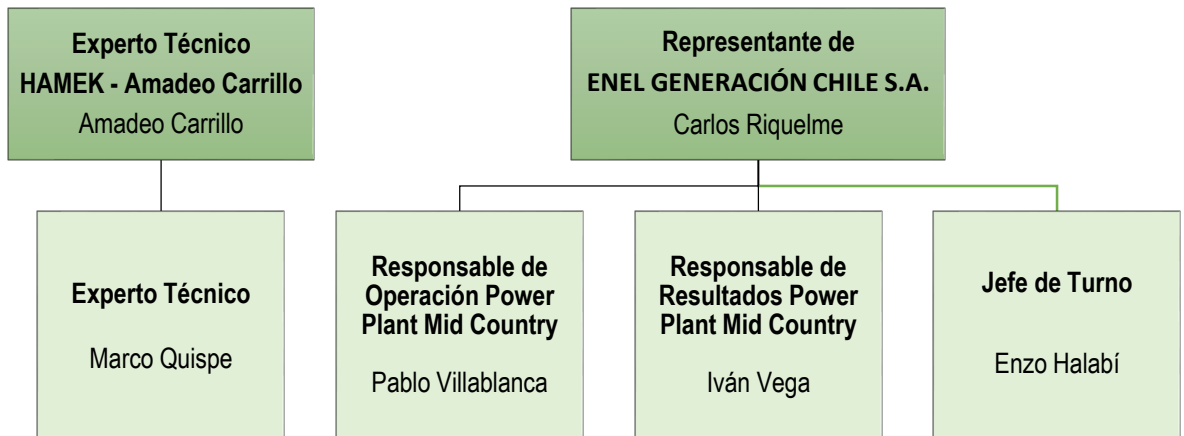 Experto Técnico
HAMEK - Amadeo Carrillo
Amadeo Carrillo
Representante de
ENEL GENERACIÓN CHILE S.A.
Carlos Riquelme
Experto Técnico
Marco Quispe
Responsable de
Operación Power
Plant Mid Country
Pablo Villablanca
Responsable de
Resultados Power
Plant Mid Country
Iván Vega
Jefe de Turno
Enzo Halabí